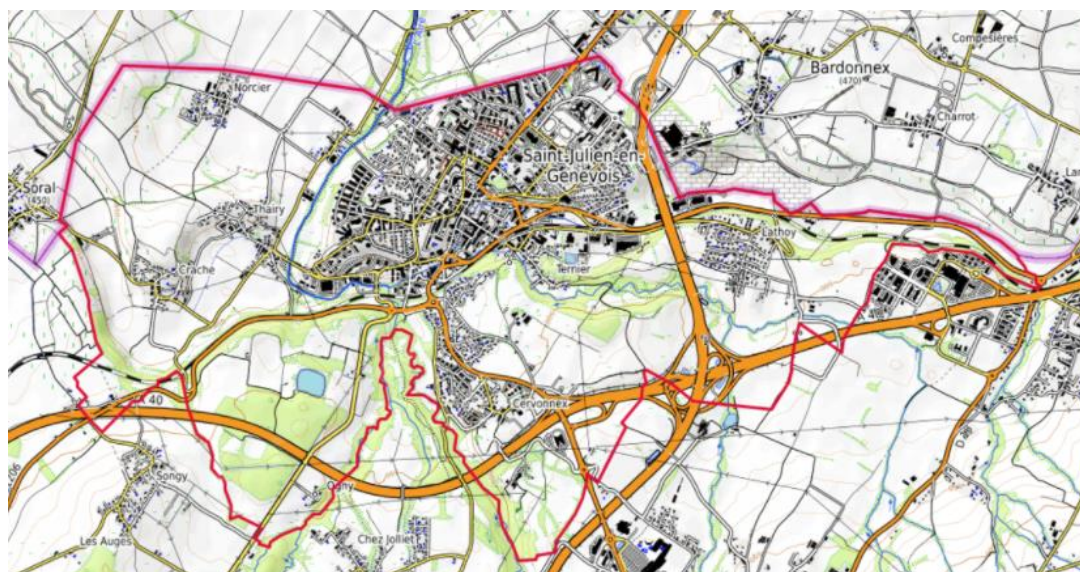 Compesières
Bardonnex
(470)
Norcier
Charrot
Saint-Julien-en-
Genevois
Soral
(450)
Thairy
Lathoy
Crache
Ternier
A 40
Cervonnex
D 18
Songy
Ogny
Les Auges
Chez Jolliet